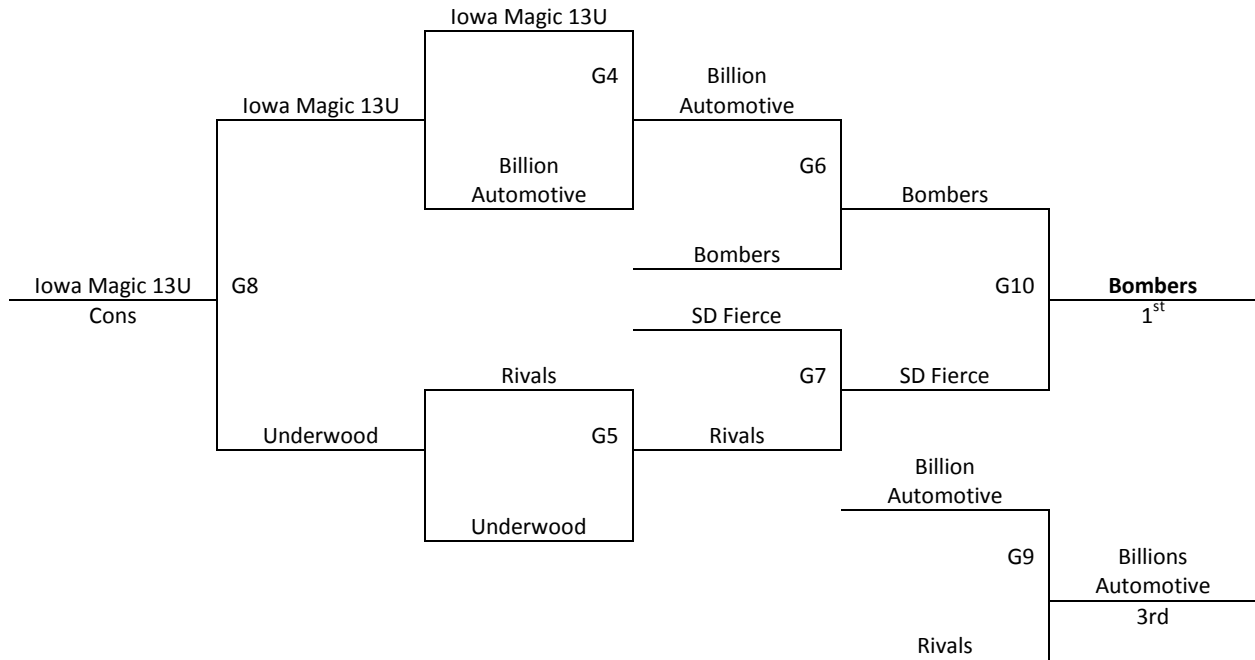 Iowa Magic 13U
G4
Billion
Automotive
Iowa Magic 13U
Billion
Automotive
G6
Bombers
Bombers
Iowa Magic 13U
Cons
G8
G10
Bombers
1st
SD Fierce
Rivals
G7
SD Fierce
Underwood
G5
Rivals
Billion
Automotive
Underwood
G9
Billions
Automotive
3rd
Rivals